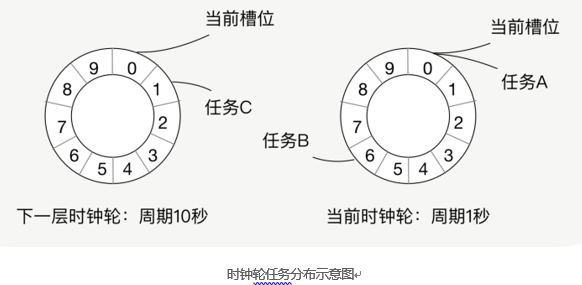 当前槽位
9 0
8 1
任务C
7 2
6 3
5 4
下一层时钟轮：周期10秒
当前槽位
9 0
任务A
8 1
7 2
任务B
6 3
5 4
当前时钟轮：周期1秒
时钟轮任务分布示意图